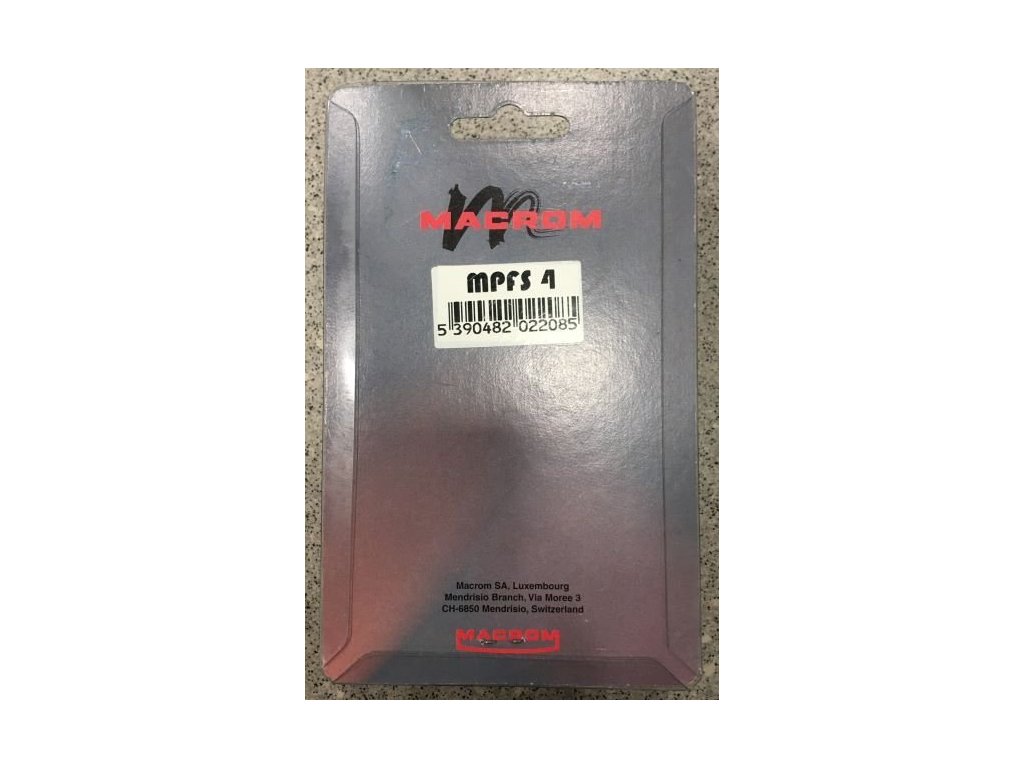 m
MACROM
MPFS 4
5 390482 022085
Macrom SA, Luxembourg
Mendrisio Branch, Via Moree 3
CH-6850 Mendrisio, Switzerland
MACROM